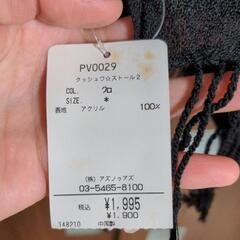 PV0029
クッシュワ☆ストール2
COL. クロ
SIZE. *
表地 アクリル 100%
(株) アズノゥアズ
03-5465-8100
税込 ¥1,995
¥1,900
148210 中国製